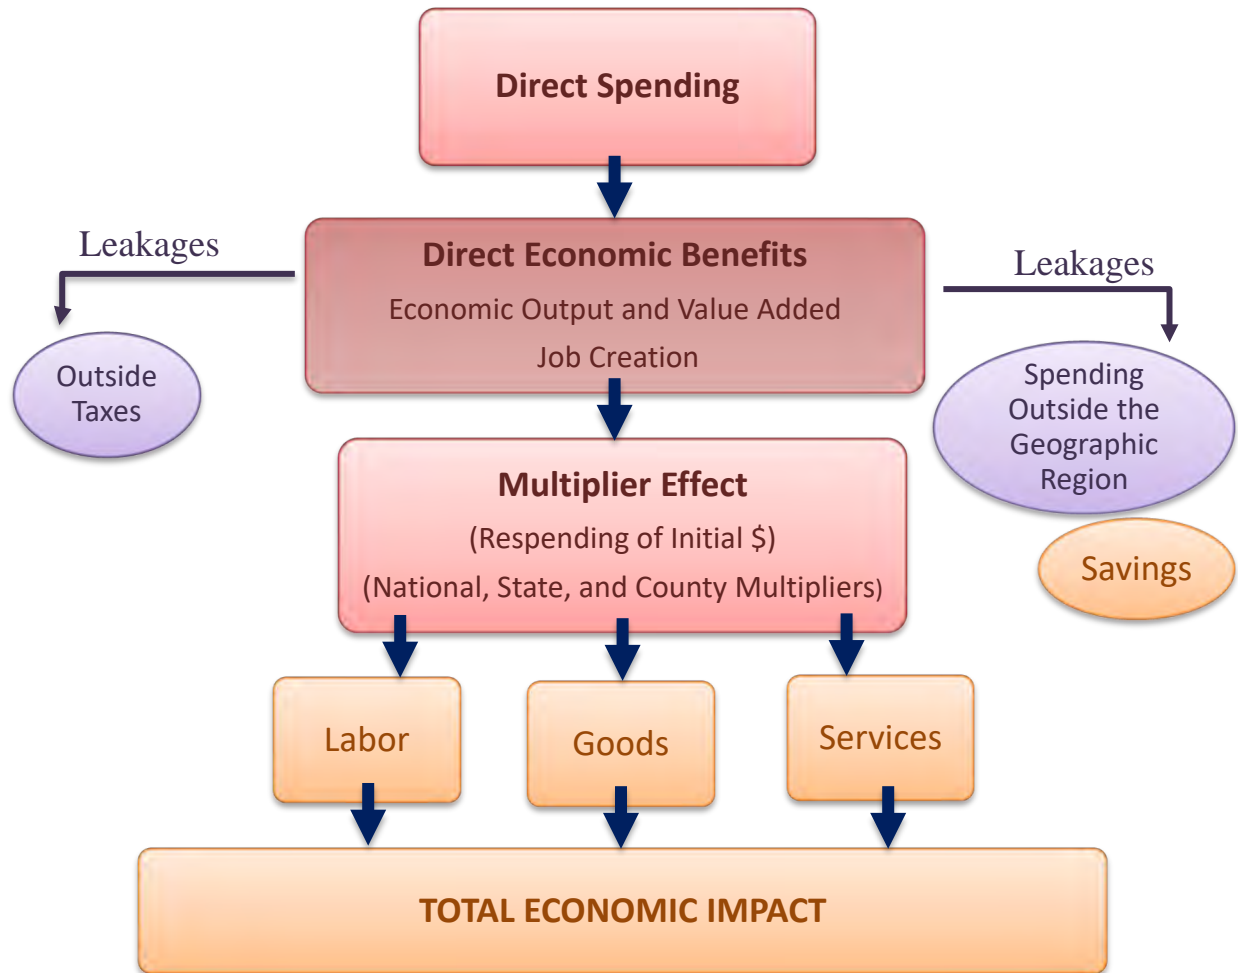 Direct Spending
Leakages
Direct Economic Benefits
Economic Output and Value Added
Job Creation
Leakages
Outside
Taxes
Spending
Outside the
Geographic
Region
Savings
Multiplier Effect
(Respending of Initial $)
(National, State, and County Multipliers)
Labor
Goods
Services
TOTAL ECONOMIC IMPACT